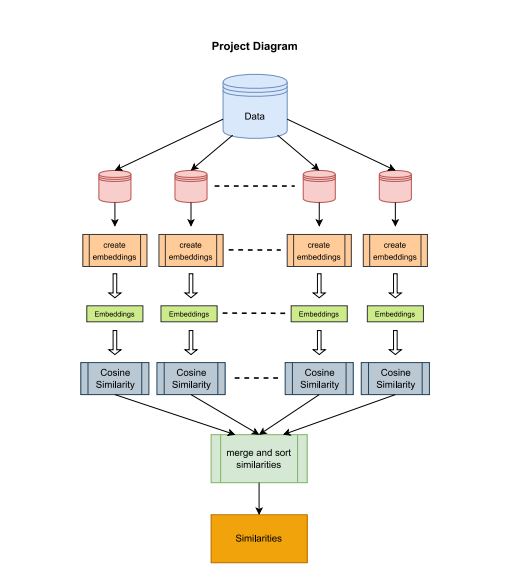 Project Diagram
Data
create
embeddings
create
embeddings
create
embeddings
create
embeddings
Embeddings
Embeddings
Embeddings
Embeddings
Cosine
Similarity
Cosine
Similarity
Cosine
Similarity
Cosine
Similarity
merge and sort
similarities
Similarities